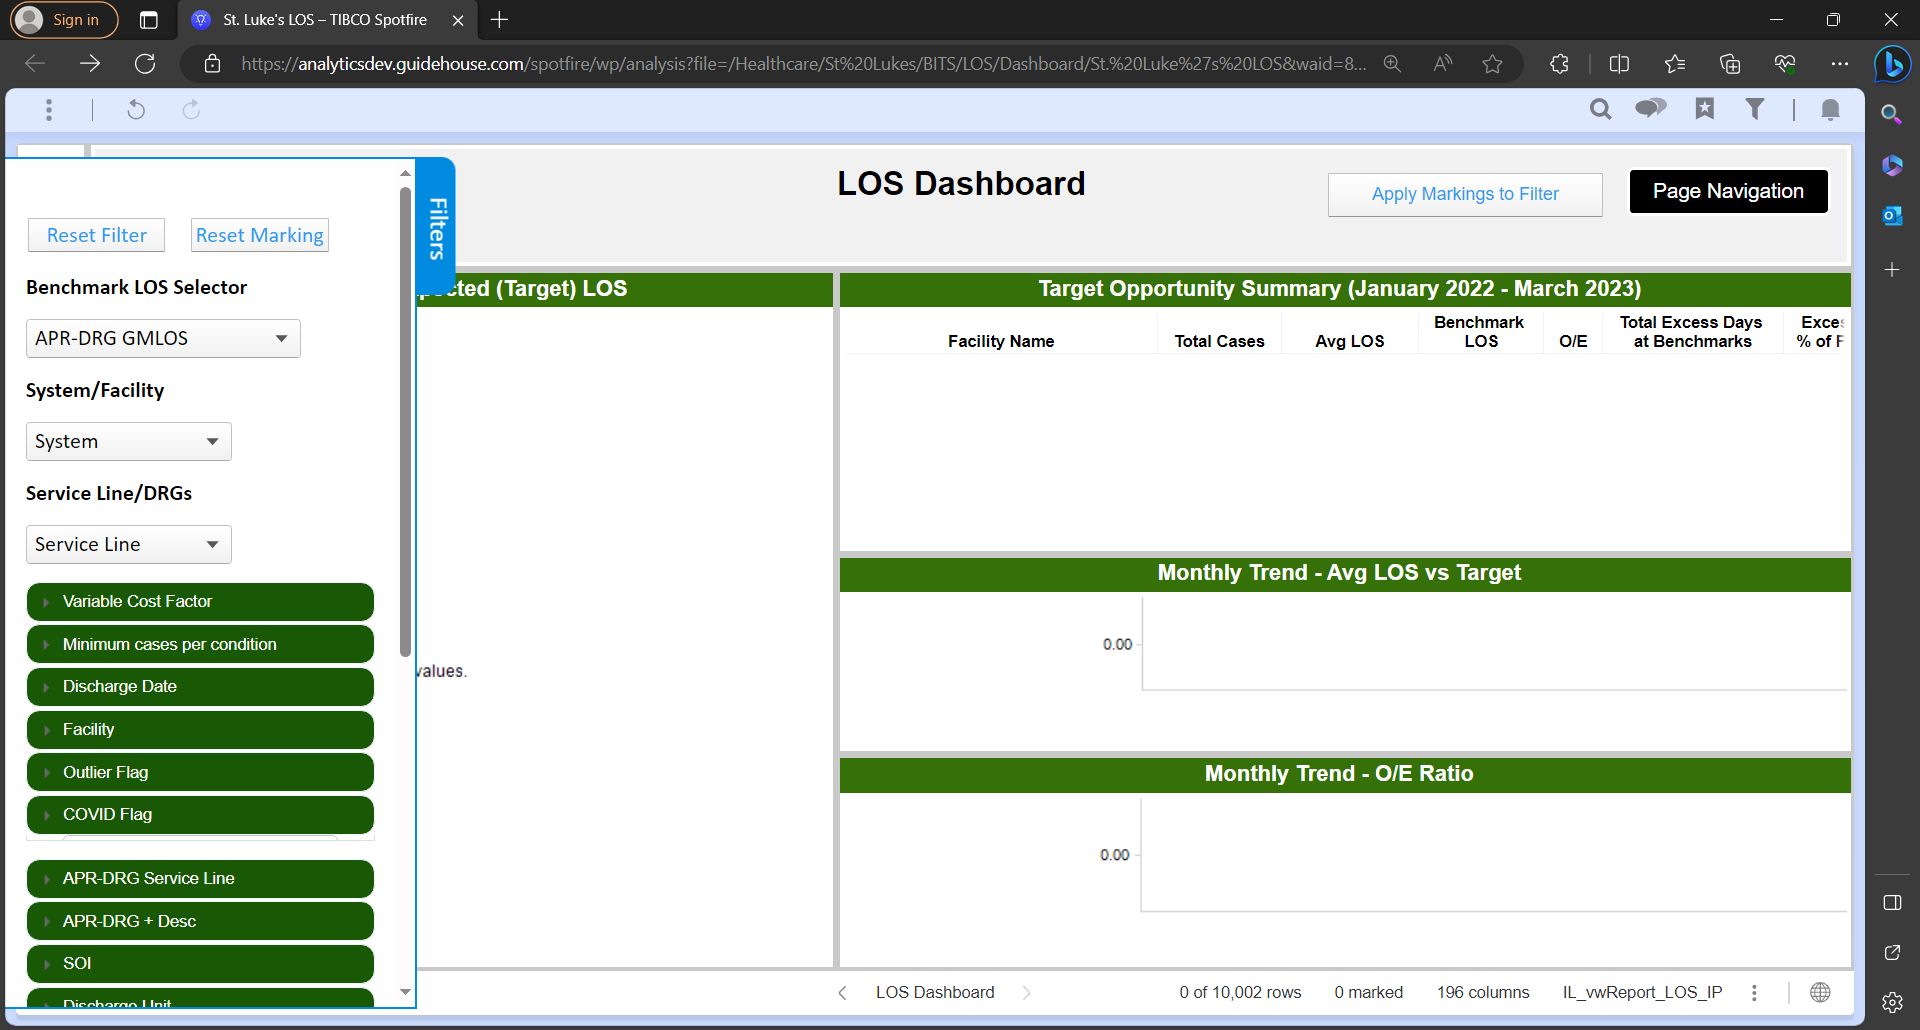 Sign in
St. Luke's LOS – TIBCO Spotfire
https://analyticsdev.guidehouse.com/spotfire/wp/analysis?file=/Healthcare/St%20Lukes/BITS/LOS/Dashboard/St.%20Luke%27s%20LOS&waid=8...
LOS Dashboard
Apply Markings to Filter
Page Navigation
Filters
Reset Filter
Reset Marking
Benchmark LOS Selector
APR-DRG GMLOS
System/Facility
System
Service Line/DRGs
Service Line
Variable Cost Factor
Minimum cases per condition
Discharge Date
Facility
Outlier Flag
COVID Flag
APR-DRG Service Line
APR-DRG + Desc
SOI
Discharge Unit
(Target) LOS
values.
Target Opportunity Summary (January 2022 - March 2023)
Facility Name
Total Cases
Avg LOS
Benchmark
LOS
O/E
Total Excess Days
at Benchmarks
% of
Monthly Trend - Avg LOS vs Target
0.00
Monthly Trend - O/E Ratio
0.00
LOS Dashboard
0 of 10,002 rows
0 marked
196 columns
IL_vwReport_LOS_IP